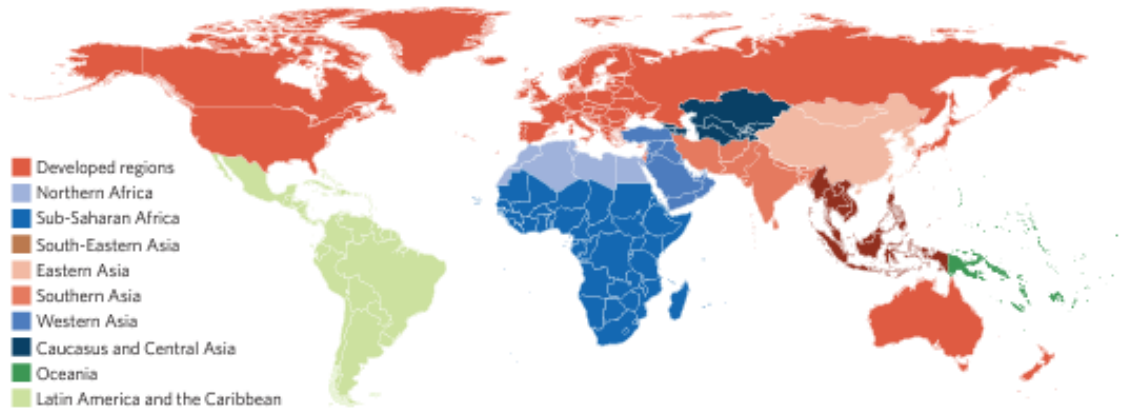 Developed regions
Northern Africa
Sub-Saharan Africa
South-Eastern Asia
Eastern Asia
Southern Asia
Western Asia
Caucasus and Central Asia
Oceania
Latin America and the Caribbean